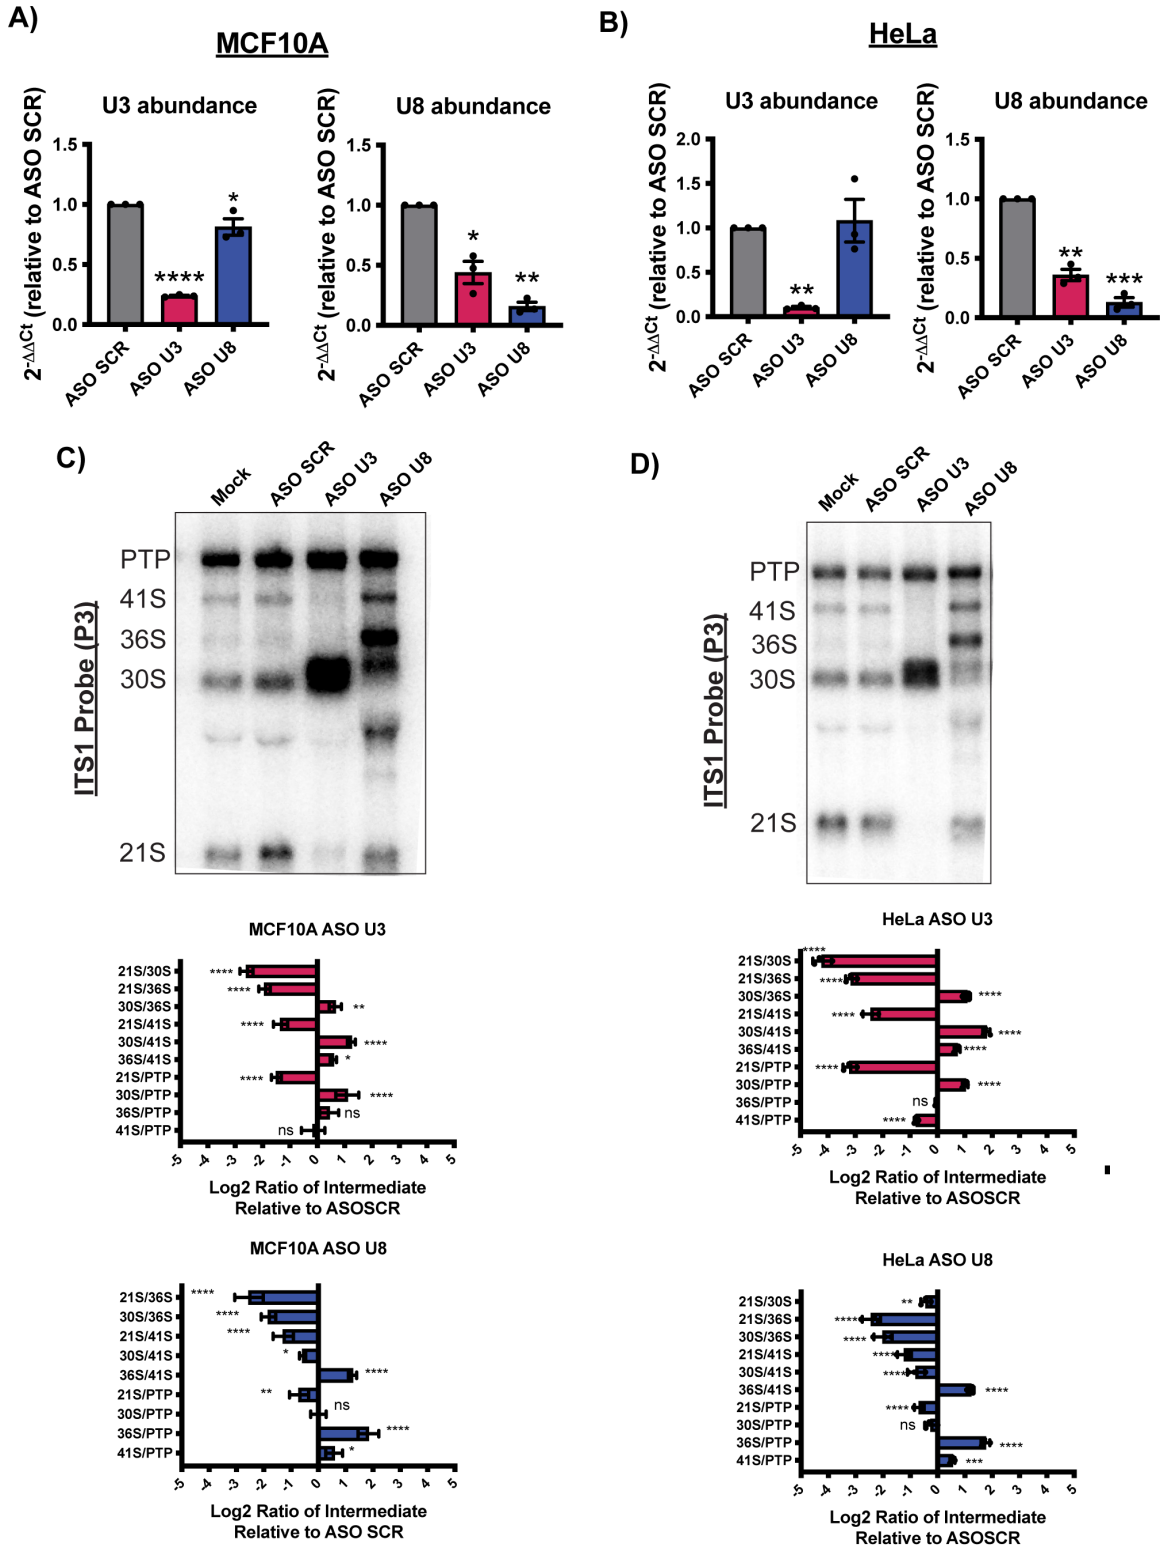 A)
MCF10A
U3 abundance
2-ΔΔCt (relative to ASO SCR)
1.5
1.0
0.5
0.0
****
*
ASO SCR
ASO U3
ASO U8
U8 abundance
2-ΔΔCt (relative to ASO SCR)
1.5
1.0
0.5
0.0
*
**
ASO SCR
ASO U3
ASO U8
B)
HeLa
U3 abundance
2-ΔΔCt (relative to ASO SCR)
2.0
1.5
1.0
0.5
0.0
**
ASO SCR
ASO U3
ASO U8
U8 abundance
2-ΔΔCt (relative to ASO SCR)
1.5
1.0
0.5
0.0
**
***
ASO SCR
ASO U3
ASO U8
C)
Mock
ASO SCR
ASO U3
ASO U8
ITS1 Probe (P3)
PTP
41S
36S
30S
21S
MCF10A ASO U3
21S/30S ****
21S/36S ****
30S/36S **
21S/41S ****
30S/41S ****
36S/41S *
21S/PTP ****
30S/PTP ****
36S/PTP ns
41S/PTP ns
-5 -4 -3 -2 -1 0 1 2 3 4 5
Log2 Ratio of Intermediate
Relative to ASOSCR
MCF10A ASO U8
21S/36S ****
30S/36S ****
21S/41S ****
30S/41S *
36S/41S ****
21S/PTP **
30S/PTP ns
36S/PTP ****
41S/PTP *
-5 -4 -3 -2 -1 0 1 2 3 4 5
Log2 Ratio of Intermediate
Relative to ASO SCR
D)
Mock
ASO SCR
ASO U3
ASO U8
ITS1 Probe (P3)
PTP
41S
36S
30S
21S
HeLa ASO U3
21S/30S ****
21S/36S ****
30S/36S ****
21S/41S ****
30S/41S ****
36S/41S ****
21S/PTP ****
30S/PTP ****
36S/PTP ns
41S/PTP ****
-5 -4 -3 -2 -1 0 1 2 3 4 5
Log2 Ratio of Intermediate
Relative to ASOSCR
HeLa ASO U8
21S/30S **
21S/36S ****
30S/36S ****
21S/41S ****
30S/41S ****
36S/41S ****
21S/PTP ****
30S/PTP ns
36S/PTP ****
41S/PTP ***
-5 -4 -3 -2 -1 0 1 2 3 4 5
Log2 Ratio of Intermediate
Relative to ASOSCR